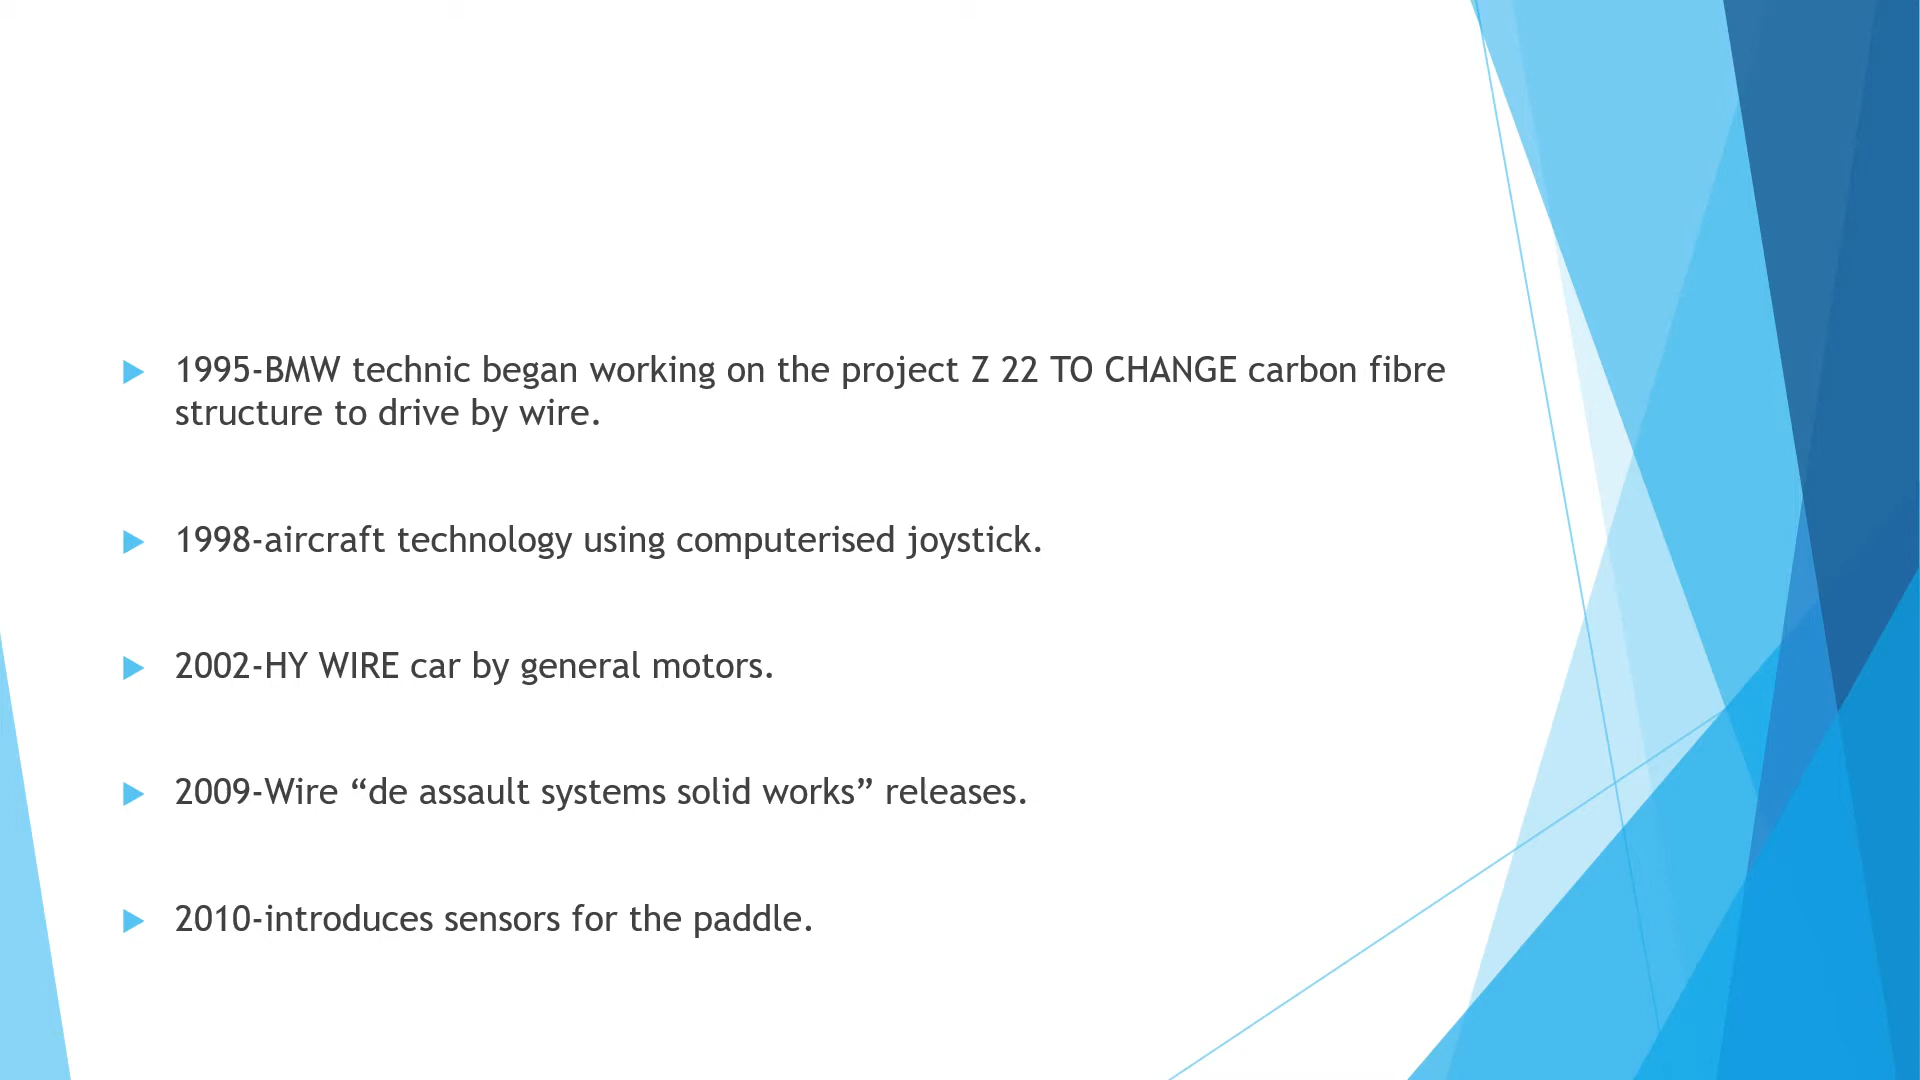 1995-BMW technic began working on the project Z 22 TO CHANGE carbon fibre
structure to drive by wire.
1998-aircraft technology using computerised joystick.
2002-HY WIRE car by general motors.
2009-Wire “de assault systems solid works” releases.
2010-introduces sensors for the paddle.